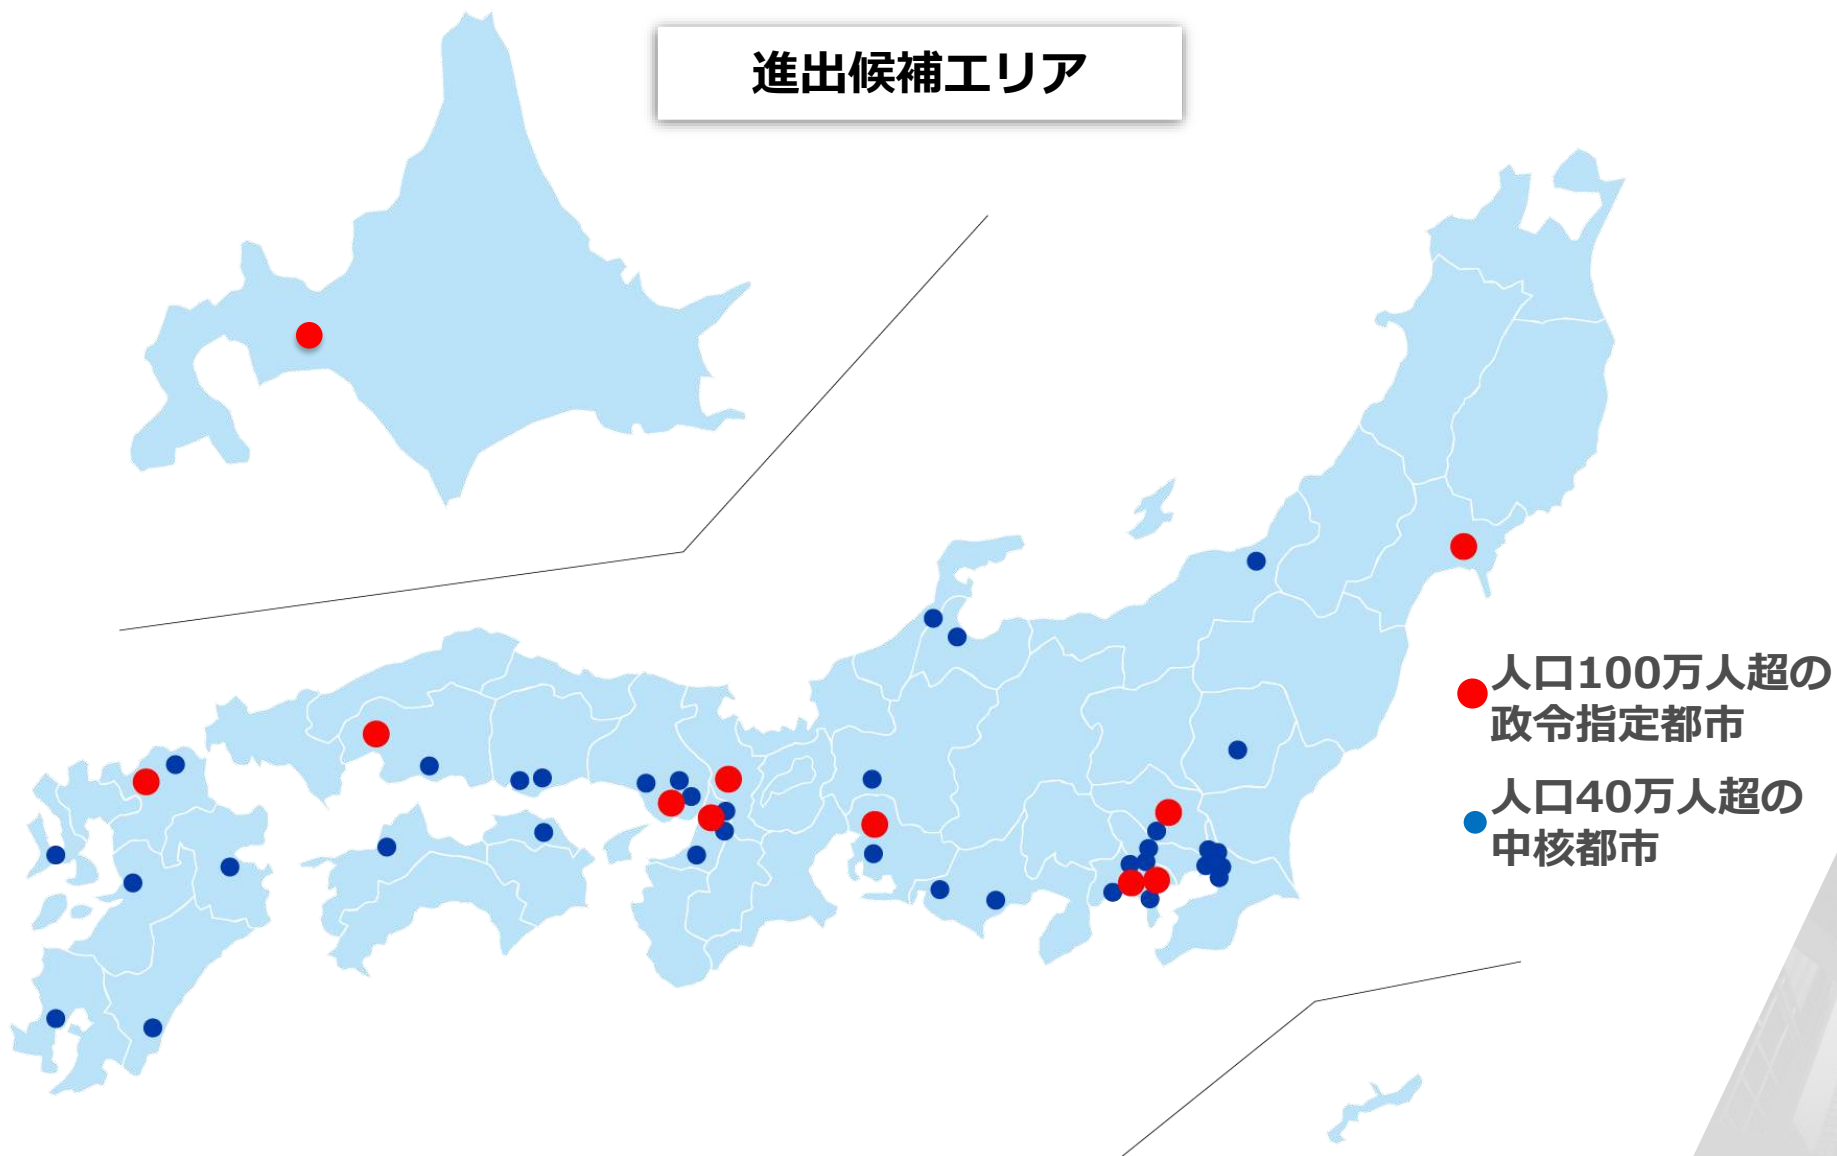 進出候補エリア
人口100万人超の
政令指定都市
人口40万人超の
中核都市